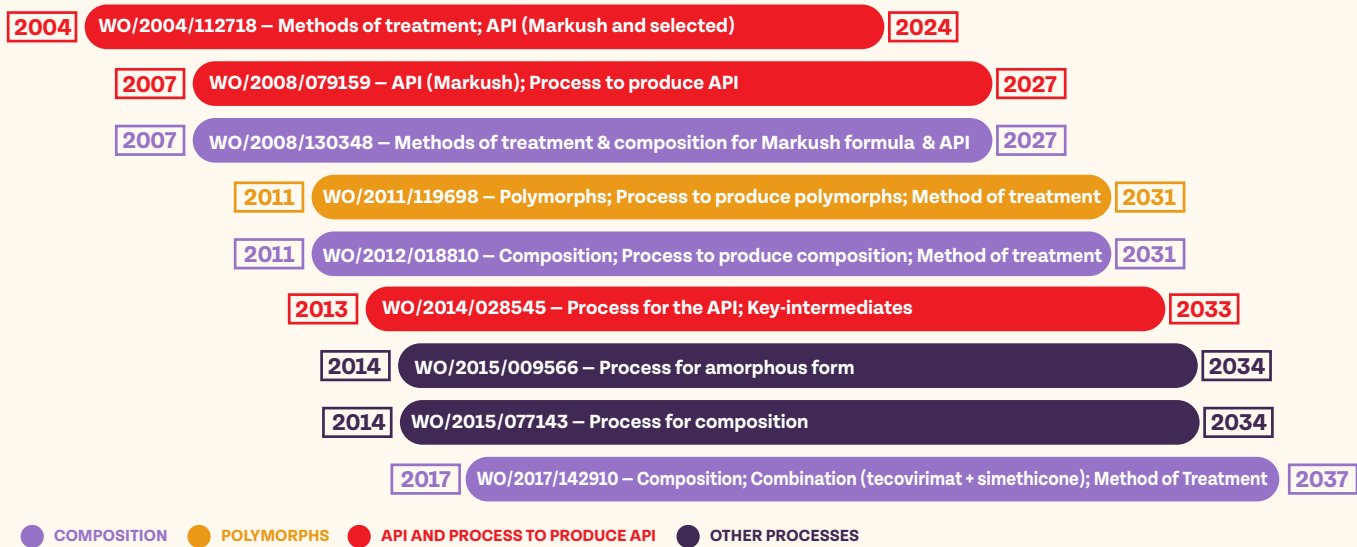 2004 WO/2004/112718 – Methods of treatment; API (Markush and selected) 2024
2007 WO/2008/079159 – API (Markush); Process to produce API 2027
2007 WO/2008/130348 – Methods of treatment & composition for Markush formula & API 2027
2011 WO/2011/119698 – Polymorphs; Process to produce polymorphs; Method of treatment 2031
2011 WO/2012/018810 – Composition; Process to produce composition; Method of treatment 2031
2013 WO/2014/028545 – Process for the API; Key-intermediates 2033
2014 WO/2015/009566 – Process for amorphous form 2034
2014 WO/2015/077143 – Process for composition 2034
2017 WO/2017/142910 – Composition; Combination (tecovirimat + simethicone); Method of Treatment 2037
COMPOSITION POLYMORPHS API AND PROCESS TO PRODUCE API OTHER PROCESSES